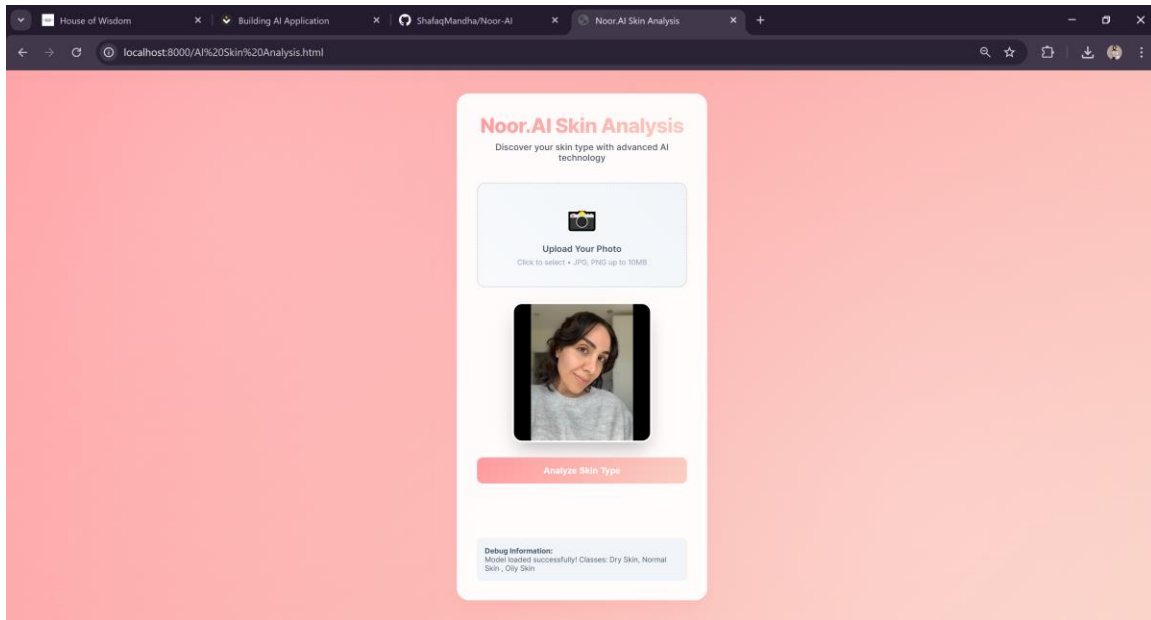 House of Wisdom
Building AI Application
ShafaqMandha/Noor-AI
Noor.AI Skin Analysis
localhost:8000/AI%20Skin%20Analysis.html
Noor.AI Skin Analysis
Discover your skin type with advanced AI
technology
Upload Your Photo
Click to select • JPG, PNG up to 10MB
Analyze Skin Type
Debug Information:
Model loaded successfully! Classes: Dry Skin, Normal
Skin , Oily Skin